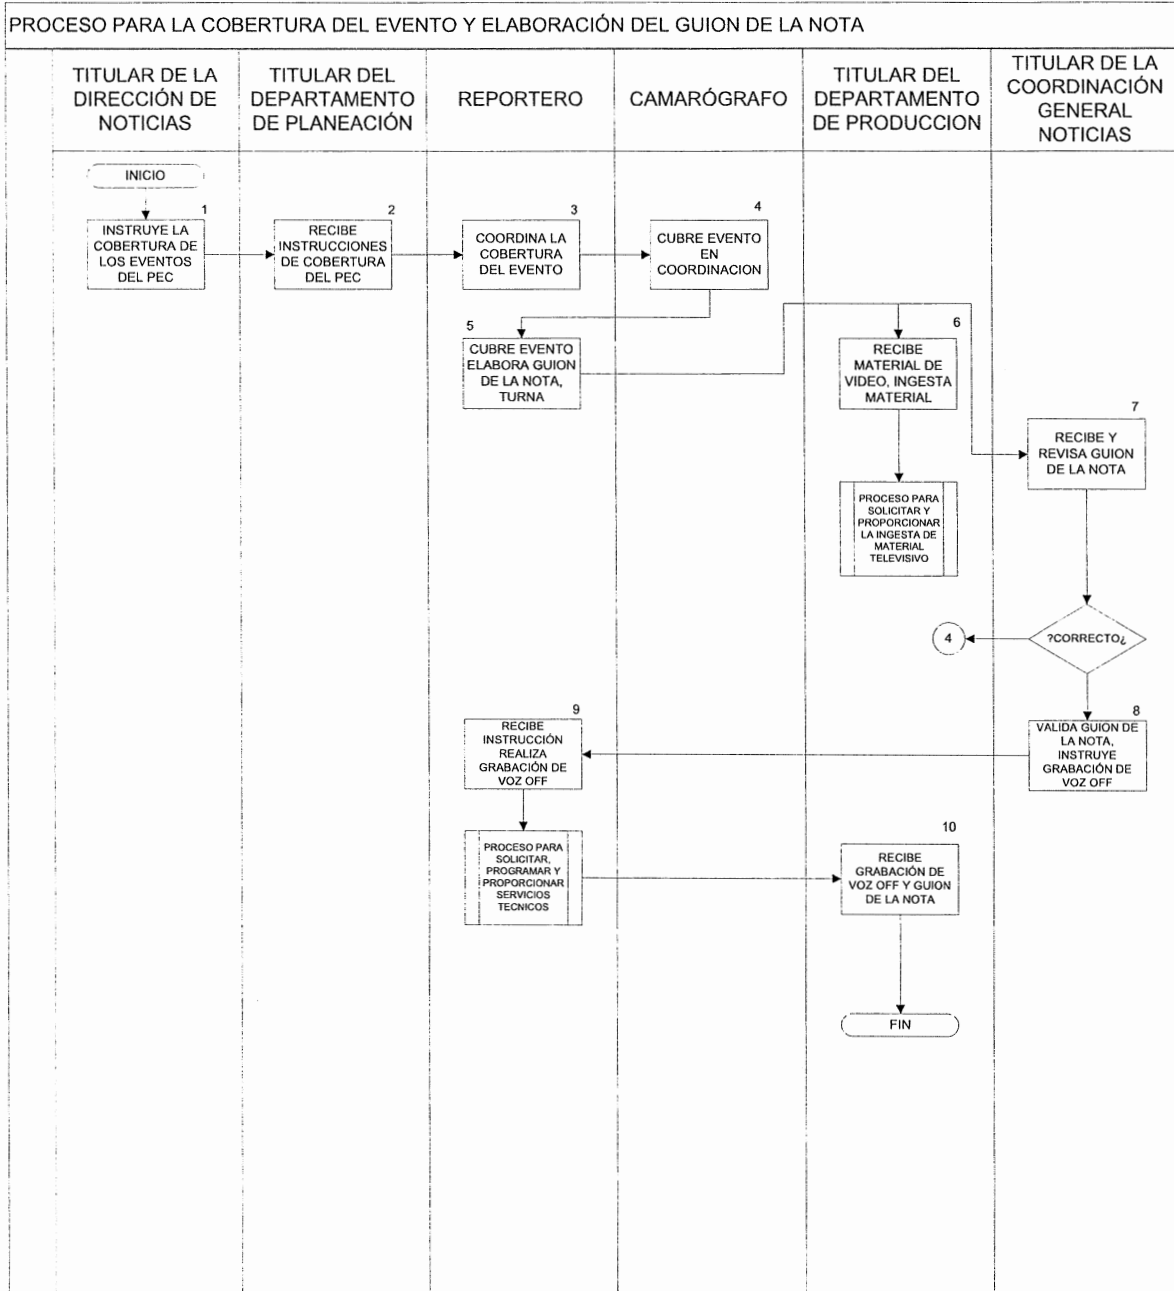 PROCESO PARA LA COBERTURA DEL EVENTO Y ELABORACIÓN DEL GUION DE LA NOTA
TITULAR DE LA
DIRECCIÓN DE
NOTICIAS
TITULAR DEL
DEPARTAMENTO
DE PLANEACIÓN
REPORTERO
CAMARÓGRAFO
TITULAR DEL
DEPARTAMENTO
DE PRODUCCION
TITULAR DE LA
COORDINACIÓN
GENERAL
NOTICIAS
INICIO
1
INSTRUYE LA
COBERTURA DE
LOS EVENTOS
DEL PEC
2
RECIBE
INSTRUCCIONES
DE COBERTURA
DEL PEC
3
COORDINA LA
COBERTURA
DEL EVENTO
4
CUBRE EVENTO
EN
COORDINACION
5
CUBRE EVENTO
ELABORA GUION
DE LA NOTA,
TURNA
6
RECIBE
MATERIAL DE
VIDEO, INGESTA
MATERIAL
PROCESO PARA
SOLICITAR Y
PROPORCIONAR
LA INGESTA DE
MATERIAL
TELEVISIVO
7
RECIBE Y
REVISA GUION
DE LA NOTA
?CORRECTO¿
4
8
VALIDA GUION DE
LA NOTA,
INSTRUYE
GRABACIÓN DE
VOZ OFF
9
RECIBE
INSTRUCCIÓN
REALIZA
GRABACIÓN DE
VOZ OFF
PROCESO PARA
SOLICITAR,
PROGRAMAR Y
PROPORCIONAR
SERVICIOS
TECNICOS
10
RECIBE
GRABACIÓN DE
VOZ OFF Y GUION
DE LA NOTA
FIN